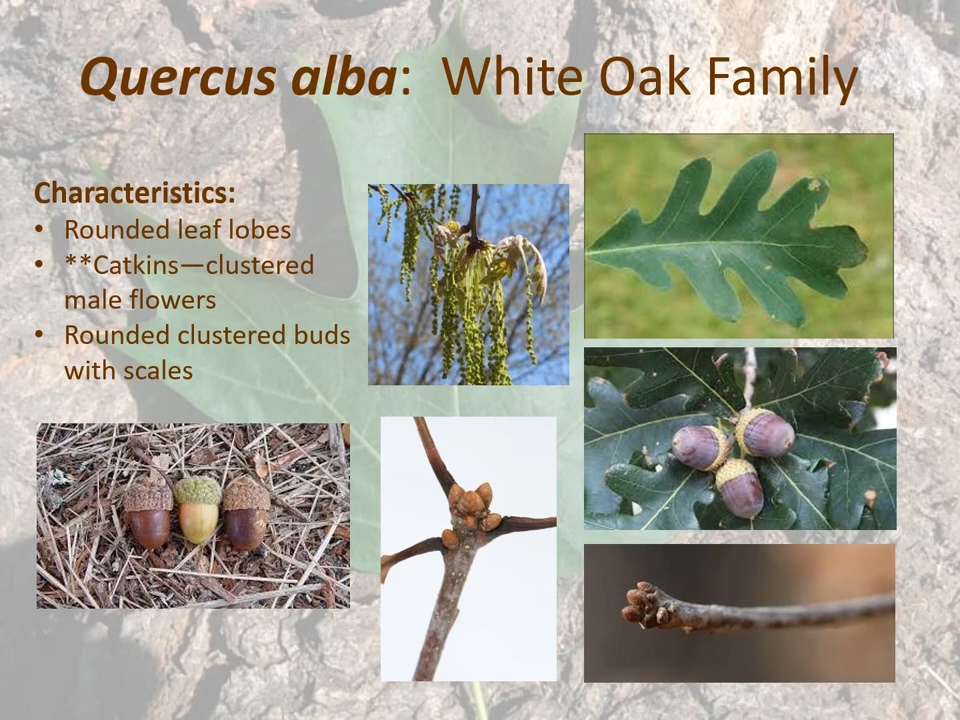 Quercus alba: White Oak Family
Characteristics:
• Rounded leaf lobes
• **Catkins—clustered
male flowers
• Rounded clustered buds
with scales